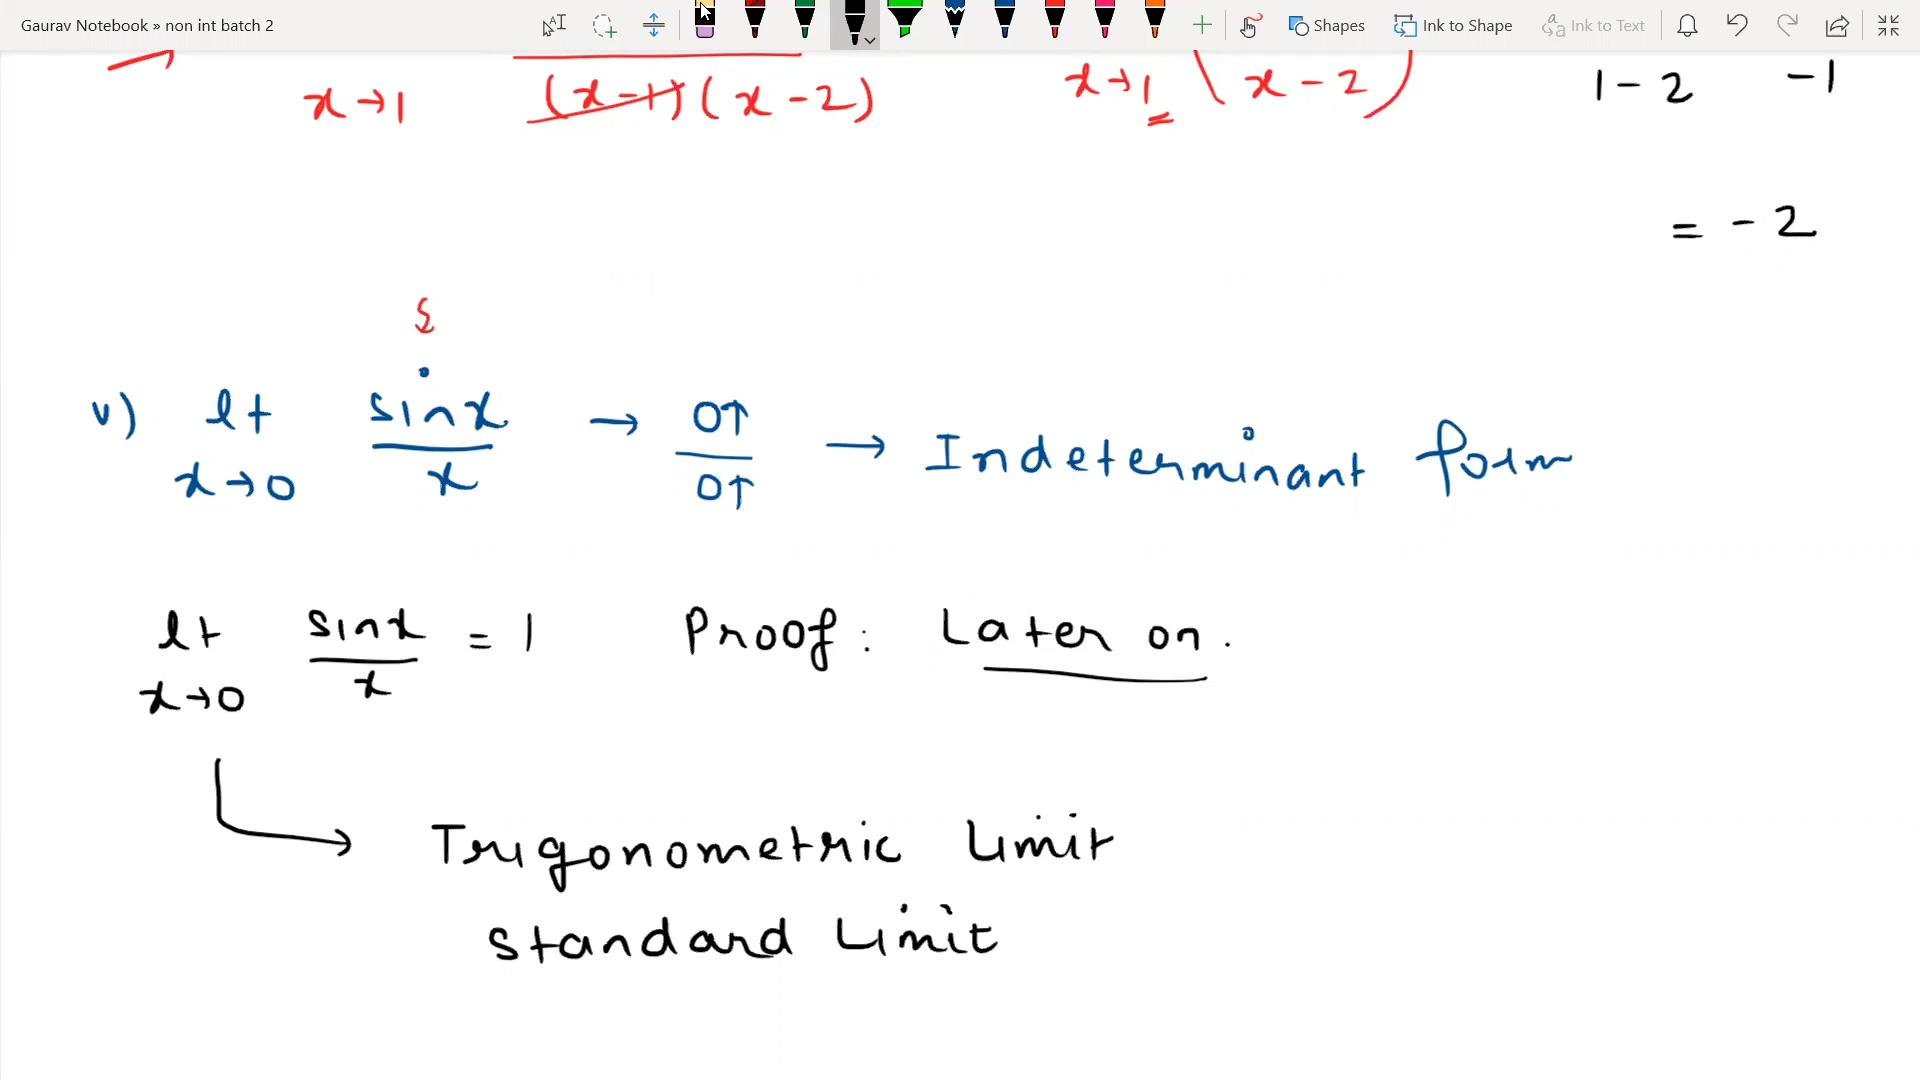 Gaurav Notebook » non int batch 2
Shapes Ink to Shape Ink to Text
x→1 (x-1)(x-2) x→1 (x-2) 1-2 -1
= -2
v) lt sinx → 0↑ → Indeterminant form
x→0 x 0↑
lt sinx = 1 Proof: Later on.
x→0 x
Trigonometric Limit
Standard Limit